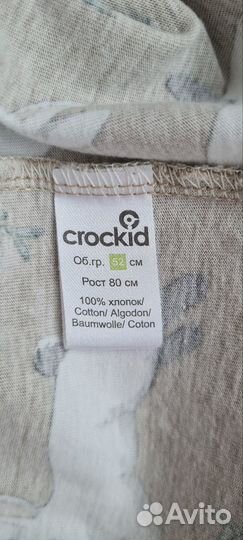 crockid
Об.гр. 52 см
Рост 80 см
100% хлопок/
Cotton/ Algodon/
Baumwolle/ Coton
Avito